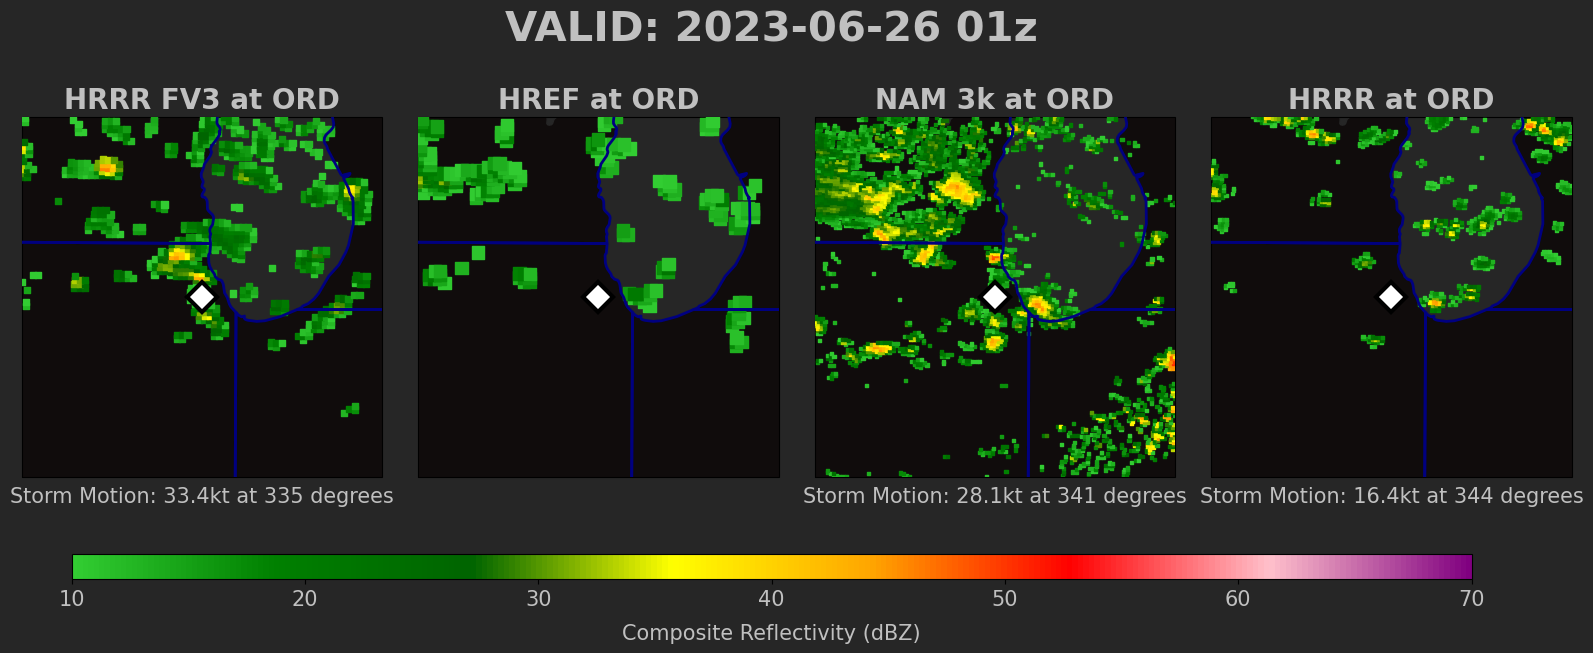 VALID: 2023-06-26 01z
HRRR FV3 at ORD
HREF at ORD
NAM 3k at ORD
HRRR at ORD
Storm Motion: 33.4kt at 335 degrees
Storm Motion: 28.1kt at 341 degrees
Storm Motion: 16.4kt at 344 degrees
10 20 30 40 50 60 70
Composite Reflectivity (dBZ)